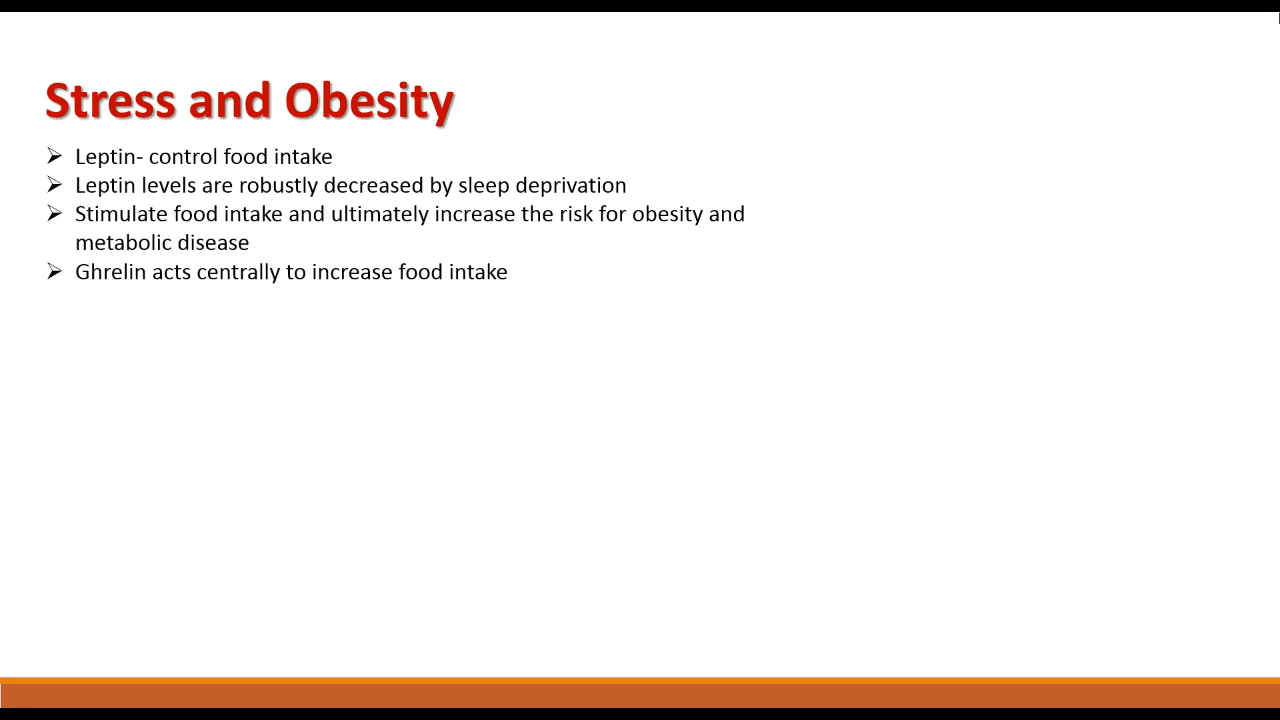 Stress and Obesity
➢ Leptin- control food intake
➢ Leptin levels are robustly decreased by sleep deprivation
➢ Stimulate food intake and ultimately increase the risk for obesity and
metabolic disease
➢ Ghrelin acts centrally to increase food intake